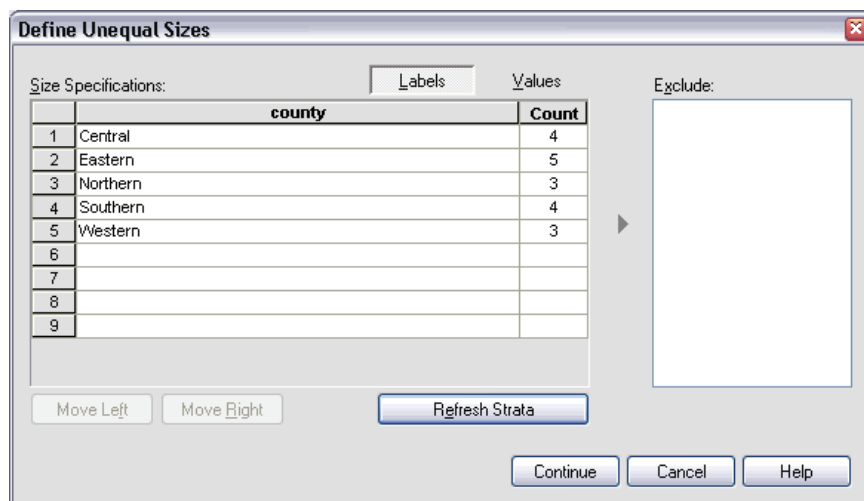 Define Unequal Sizes
Size Specifications: Labels Values Exclude:
county Count
1 Central 4
2 Eastern 5
3 Northern 3
4 Southern 4
5 Western 3
6
7
8
9
Move Left Move Right Refresh Strata
Continue Cancel Help